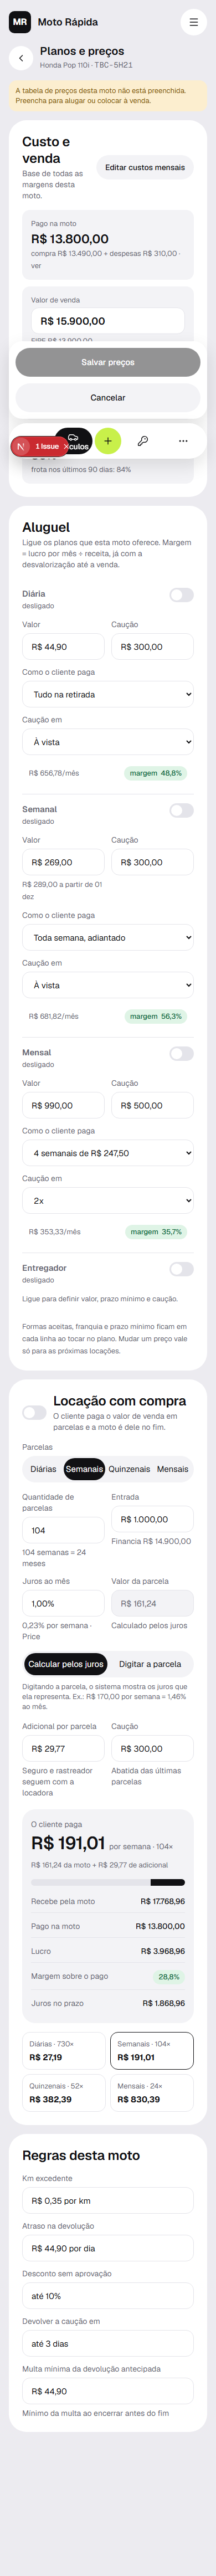 MR Moto Rápida
Planos e preços
Honda Pop 110i · TBC-5H21
A tabela de preços desta moto não está preenchida.
Preencha para alugar ou colocar à venda.
Custo e
venda
Base de todas as
margens desta
moto.
Editar custos mensais
Pago na moto
R$ 13.800,00
compra R$ 13.490,00 + despesas R$ 310,00 ·
ver
Valor de venda
R$ 15.900,00
Salvar preços
Cancelar
N 1 Issue
culos
frota nos últimos 90 dias: 84%
Aluguel
Ligue os planos que esta moto oferece. Margem
= lucro por mês ÷ receita, já com a
desvalorização até a venda.
Diária
desligado
Valor Caução
R$ 44,90 R$ 300,00
Como o cliente paga
Tudo na retirada
Caução em
À vista
R$ 656,78/mês margem 48,8%
Semanal
desligado
Valor Caução
R$ 269,00 R$ 300,00
R$ 289,00 a partir de 01
dez
Como o cliente paga
Toda semana, adiantado
Caução em
À vista
R$ 681,82/mês margem 56,3%
Mensal
desligado
Valor Caução
R$ 990,00 R$ 500,00
Como o cliente paga
4 semanais de R$ 247,50
Caução em
2x
R$ 353,33/mês margem 35,7%
Entregador
desligado
Ligue para definir valor, prazo mínimo e caução.
Formas aceitas, franquia e prazo mínimo ficam em
cada linha ao tocar no plano. Mudar um preço vale
só para as próximas locações.
Locação com compra
O cliente paga o valor de venda em
parcelas e a moto é dele no fim.
Parcelas
Diárias Semanais Quinzenais Mensais
Quantidade de
parcelas
Entrada
104
R$ 1.000,00
104 semanas = 24
meses
Financia R$ 14.900,00
Juros ao mês Valor da parcela
1,00% R$ 161,24
0,23% por semana ·
Price
Calculado pelos juros
Calcular pelos juros Digitar a parcela
Digitando a parcela, o sistema mostra os juros que
ela representa. Ex.: R$ 170,00 por semana = 1,46%
ao mês.
Adicional por parcela Caução
R$ 29,77 R$ 300,00
Seguro e rastreador
seguem com a
locadora
Abatida das últimas
parcelas
O cliente paga
R$ 191,01 por semana · 104×
R$ 161,24 da moto + R$ 29,77 de adicional
Recebe pela moto R$ 17.768,96
Pago na moto R$ 13.800,00
Lucro R$ 3.968,96
Margem sobre o pago 28,8%
Juros no prazo R$ 1.868,96
Diárias · 730×
R$ 27,19
Semanais · 104×
R$ 191,01
Quinzenais · 52×
R$ 382,39
Mensais · 24×
R$ 830,39
Regras desta moto
Km excedente
R$ 0,35 por km
Atraso na devolução
R$ 44,90 por dia
Desconto sem aprovação
até 10%
Devolver a caução em
até 3 dias
Multa mínima da devolução antecipada
R$ 44,90
Mínimo da multa ao encerrar antes do fim